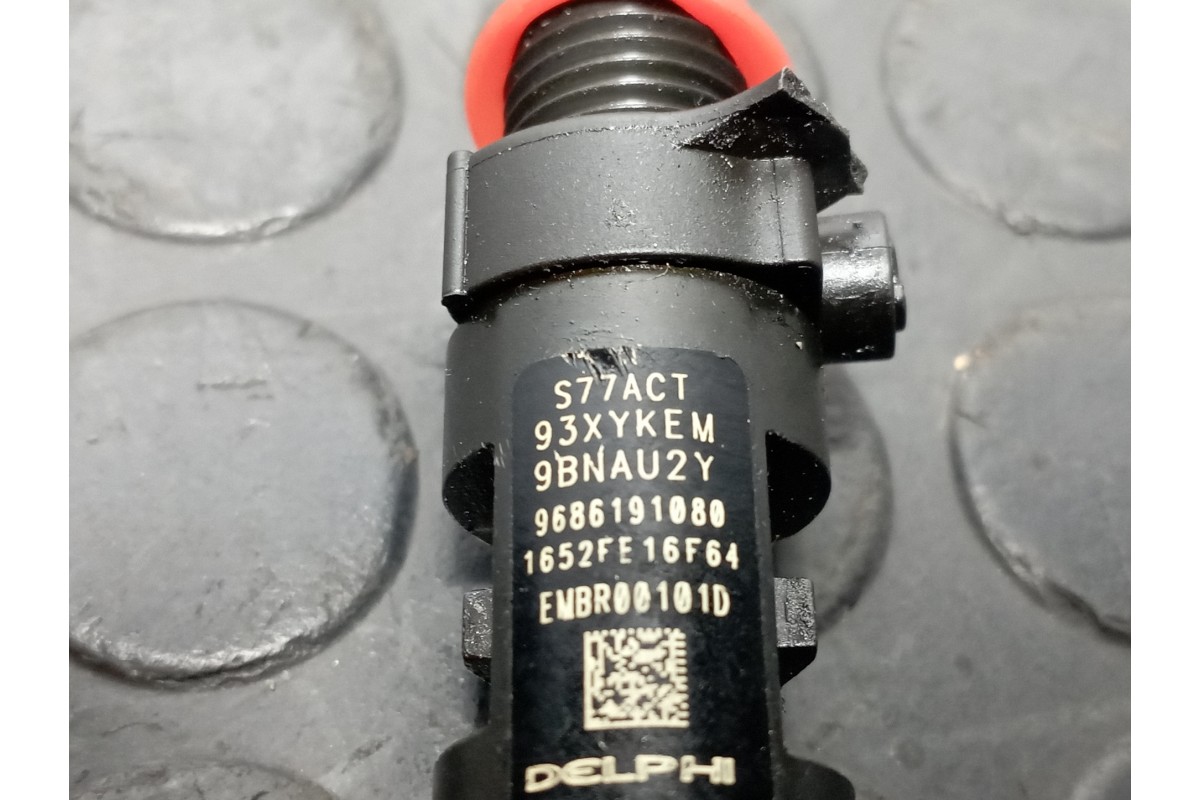 S77ACT
93XYKEM
9BNAU2Y
9686191080
1652FE16F64
EMBR00101D
DELPHI